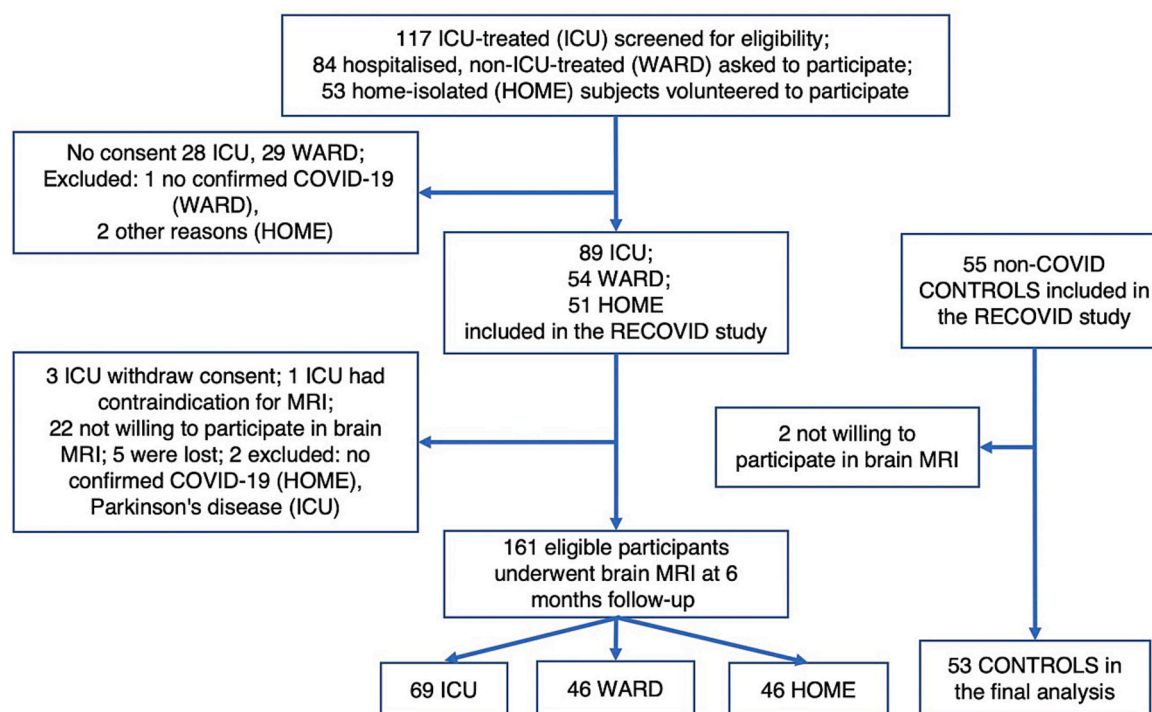 117 ICU-treated (ICU) screened for eligibility;
84 hospitalised, non-ICU-treated (WARD) asked to participate;
53 home-isolated (HOME) subjects volunteered to participate
No consent 28 ICU, 29 WARD;
Excluded: 1 no confirmed COVID-19
(WARD),
2 other reasons (HOME)
89 ICU;
54 WARD;
51 HOME
included in the RECOVID study
55 non-COVID
CONTROLS included in
the RECOVID study
3 ICU withdraw consent; 1 ICU had
contraindication for MRI;
22 not willing to participate in brain
MRI; 5 were lost; 2 excluded: no
confirmed COVID-19 (HOME),
Parkinson's disease (ICU)
2 not willing to
participate in brain MRI
161 eligible participants
underwent brain MRI at 6
months follow-up
69 ICU
46 WARD
46 HOME
53 CONTROLS in
the final analysis